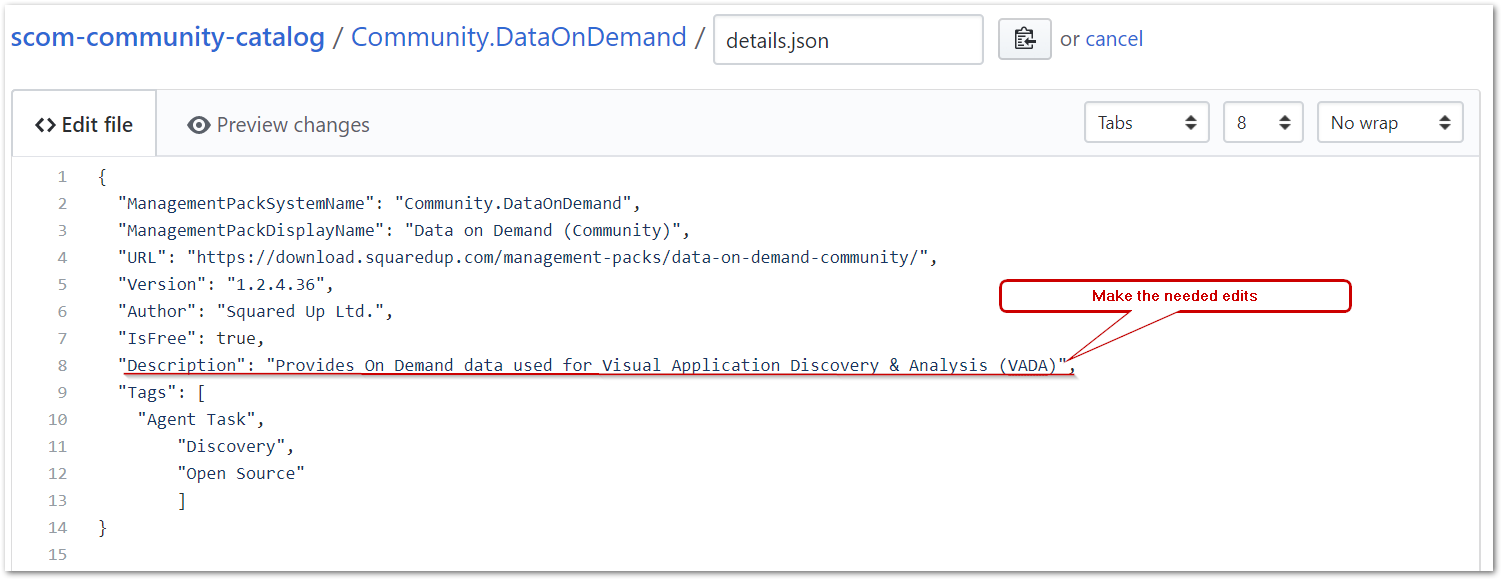 scom-community-catalog / Community.DataOnDemand / details.json or cancel
<> Edit file Preview changes Tabs 8 No wrap
1 {
2 "ManagementPackSystemName": "Community.DataOnDemand",
3 "ManagementPackDisplayName": "Data on Demand (Community)",
4 "URL": "https://download.squaredup.com/management-packs/data-on-demand-community/",
5 "Version": "1.2.4.36",
Make the needed edits
6 "Author": "Squared Up Ltd.",
7 "IsFree": true,
8 "Description": "Provides On Demand data used for Visual Application Discovery & Analysis (VADA)",
9 "Tags": [
10 "Agent Task",
11 "Discovery",
12 "Open Source"
13 ]
14 }
15